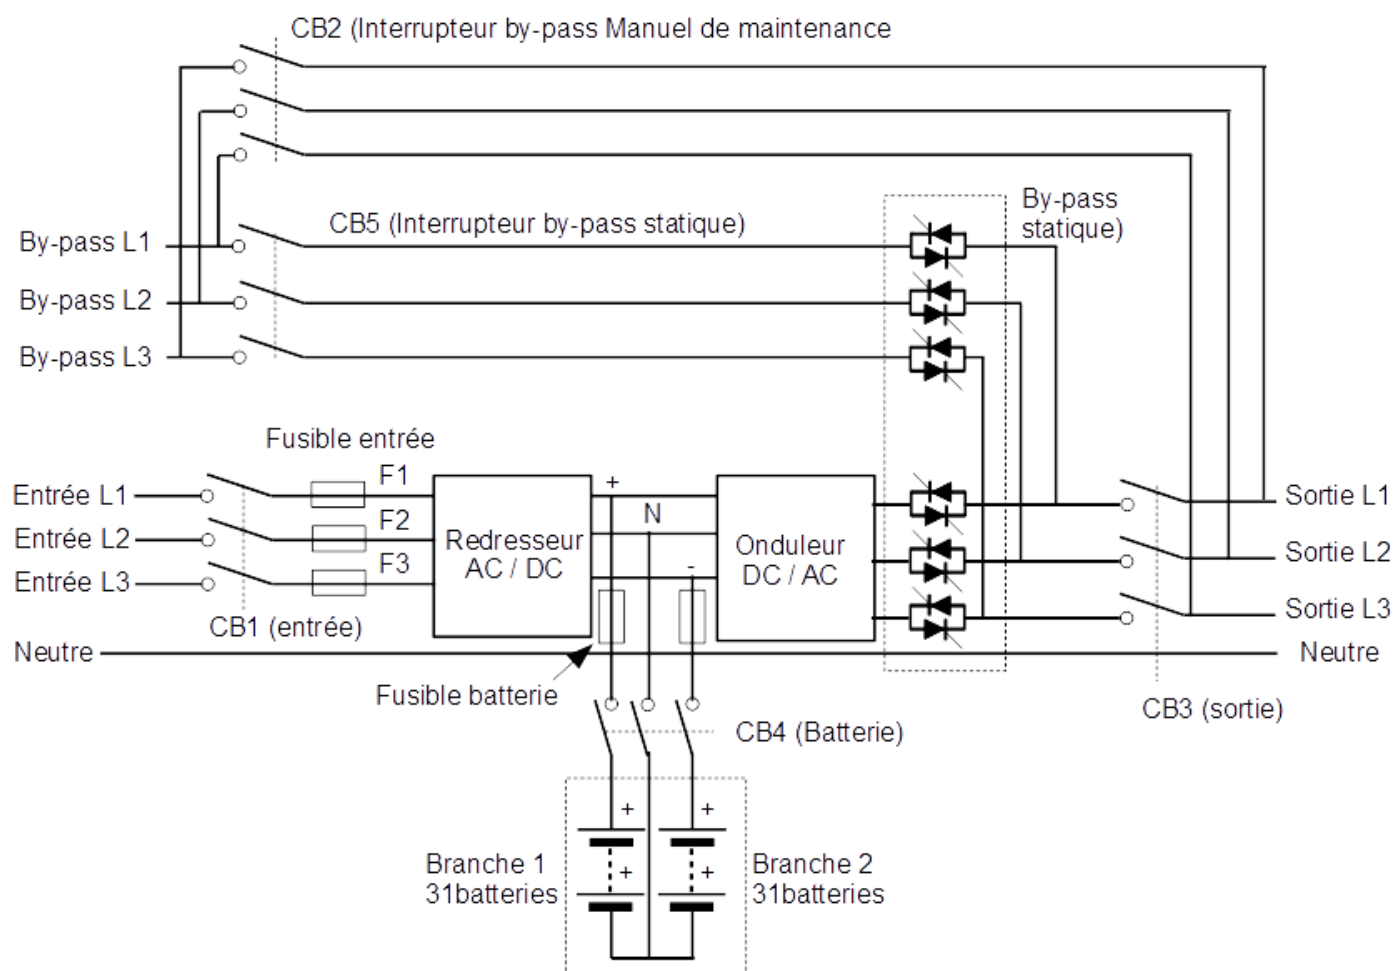 CB2 (Interrupteur by-pass Manuel de maintenance
CB5 (Interrupteur by-pass statique)
By-pass
statique)
By-pass L1
By-pass L2
By-pass L3
Fusible entrée
F1
F2
F3
Entrée L1
Entrée L2
Entrée L3
CB1 (entrée)
Redresseur
AC / DC
+
N
-
Onduleur
DC / AC
Sortie L1
Sortie L2
Sortie L3
Neutre
Neutre
Fusible batterie
CB3 (sortie)
CB4 (Batterie)
+
+
Branche 1
31batteries
+
+
Branche 2
31batteries